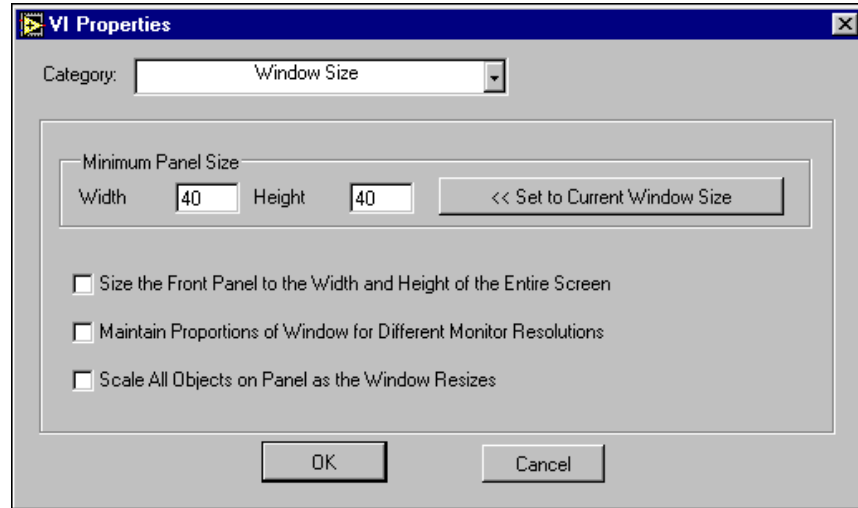 VI Properties
Category: Window Size
Minimum Panel Size
Width 40 Height 40 << Set to Current Window Size
Size the Front Panel to the Width and Height of the Entire Screen
Maintain Proportions of Window for Different Monitor Resolutions
Scale All Objects on Panel as the Window Resizes
OK Cancel